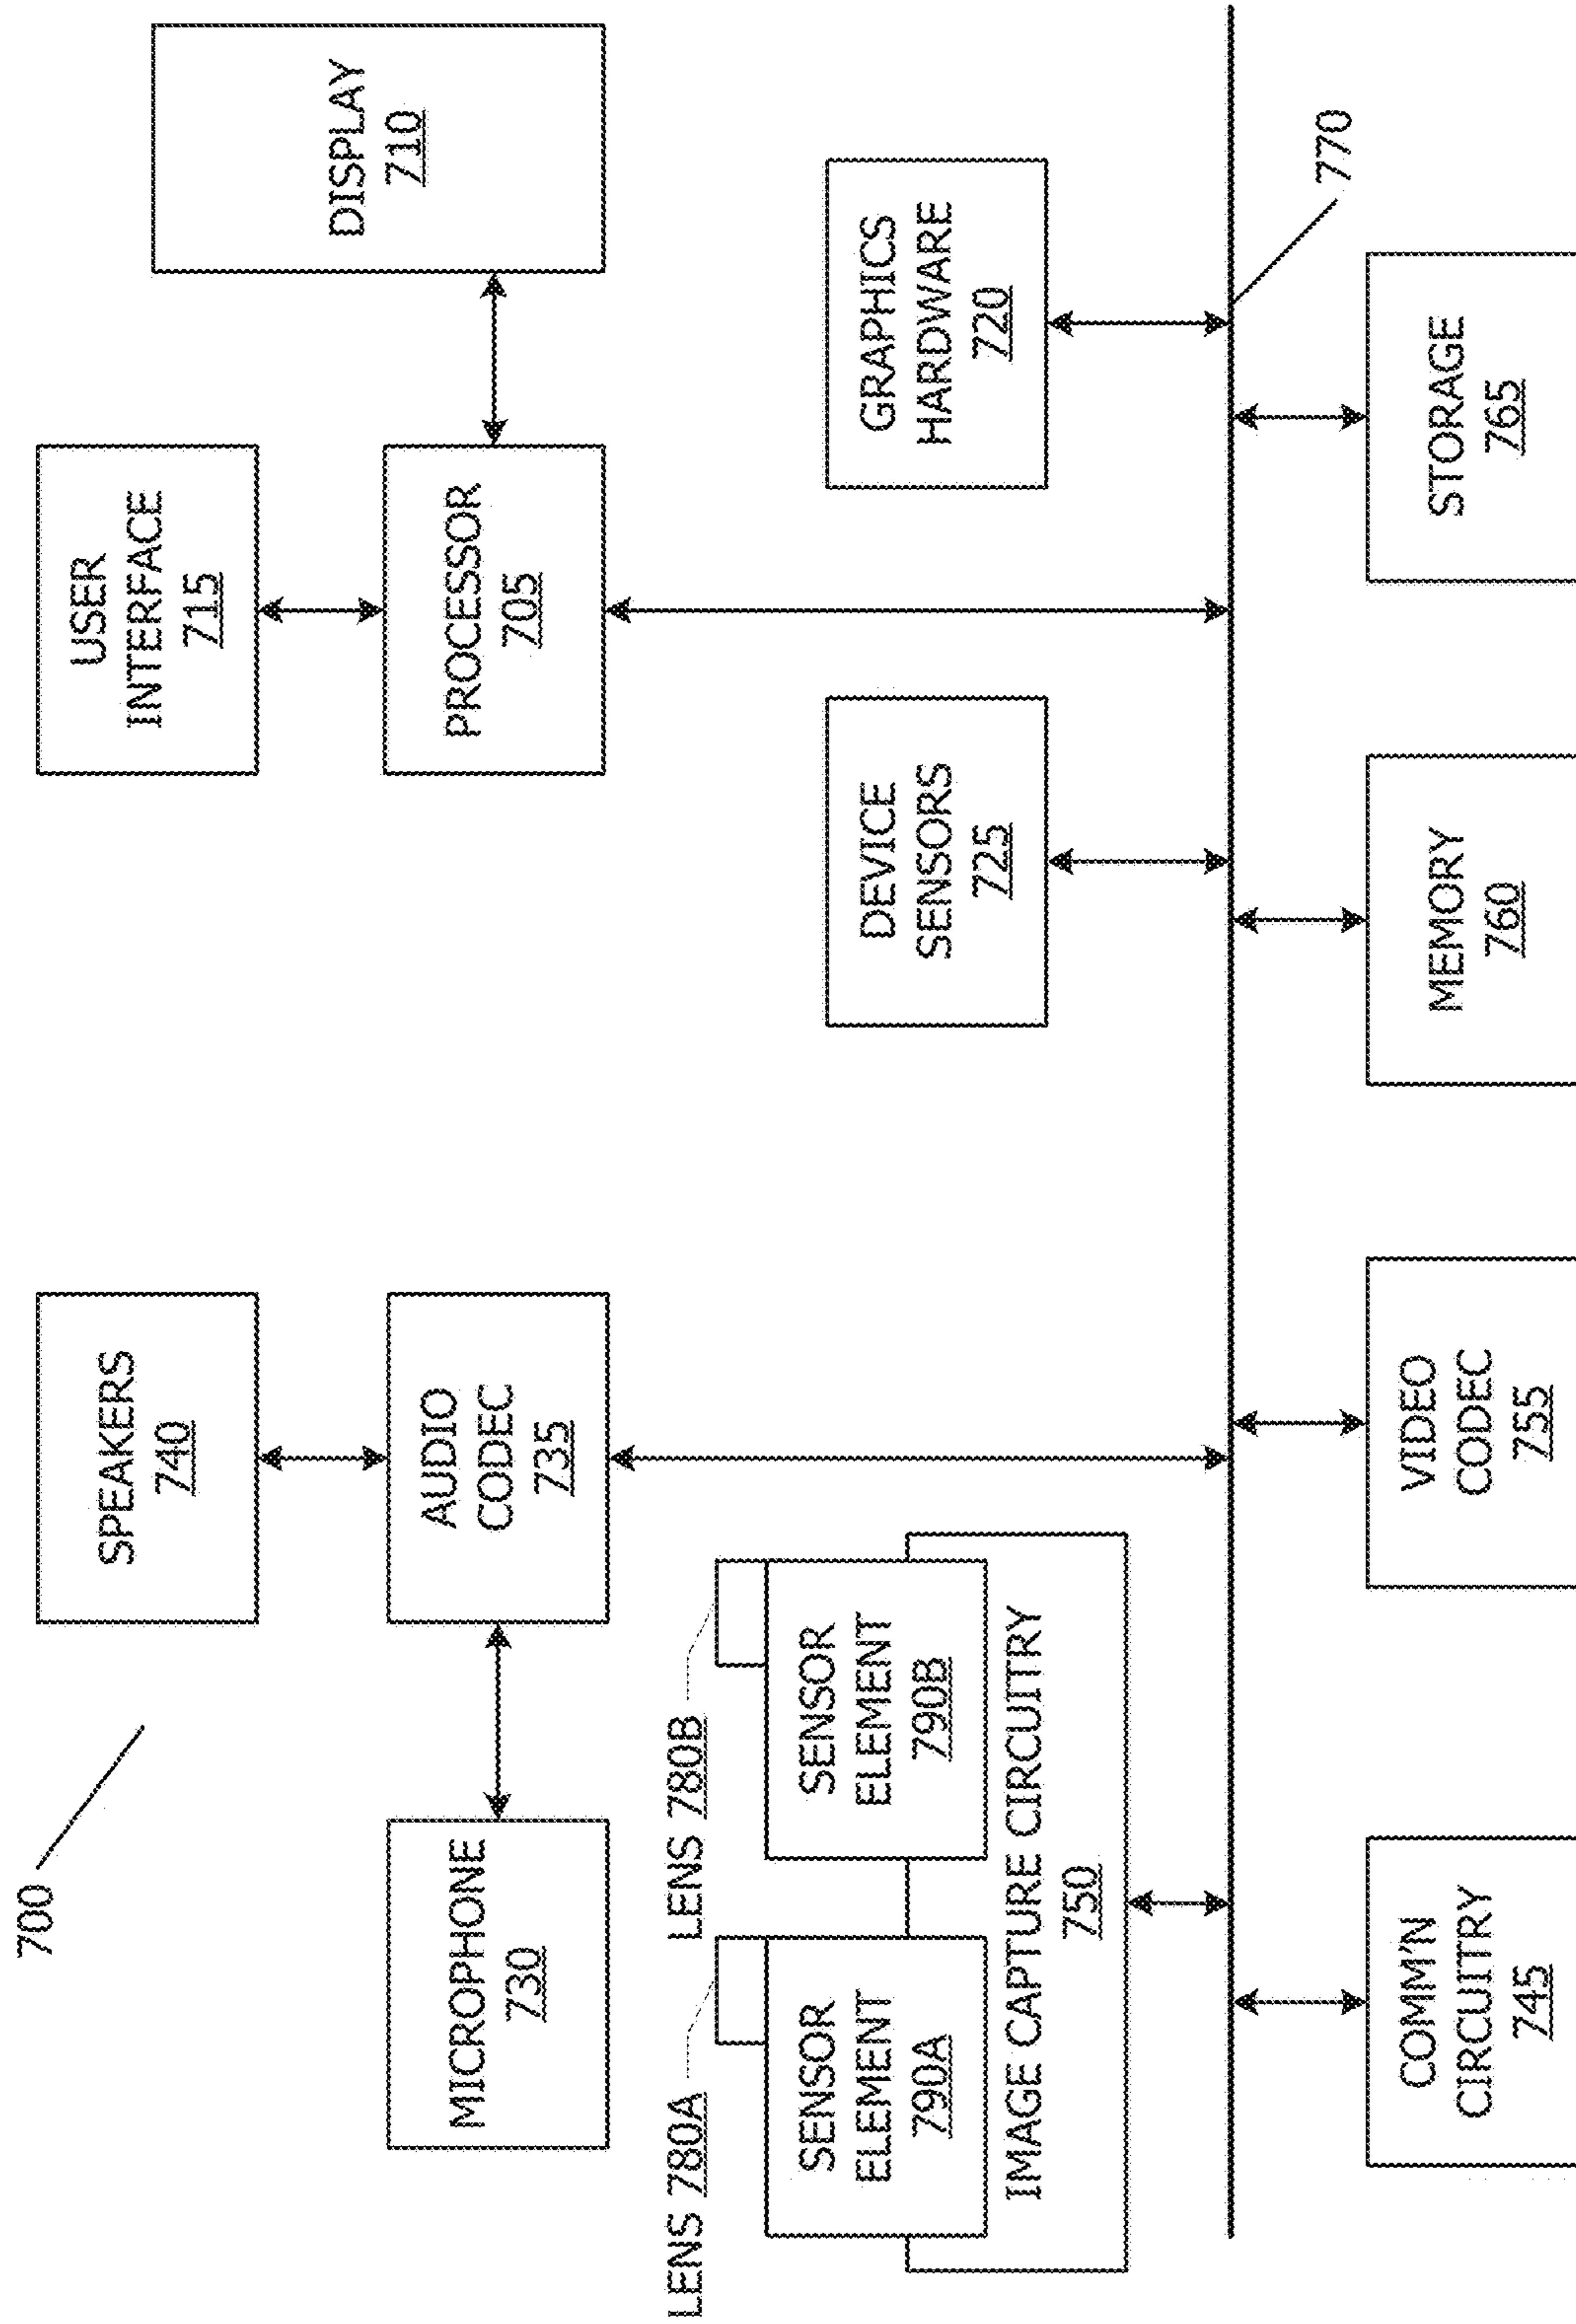 700
SPEAKERS
740
USER
INTERFACE
715
MICROPHONE
730
AUDIO
CODEC
735
PROCESSOR
705
DISPLAY
710
LENS 780A
LENS 780B
SENSOR
ELEMENT
790A
SENSOR
ELEMENT
790B
IMAGE CAPTURE CIRCUITRY
750
DEVICE
SENSORS
725
GRAPHICS
HARDWARE
720
770
COMM'N
CIRCUITRY
745
VIDEO
CODEC
755
MEMORY
760
STORAGE
765